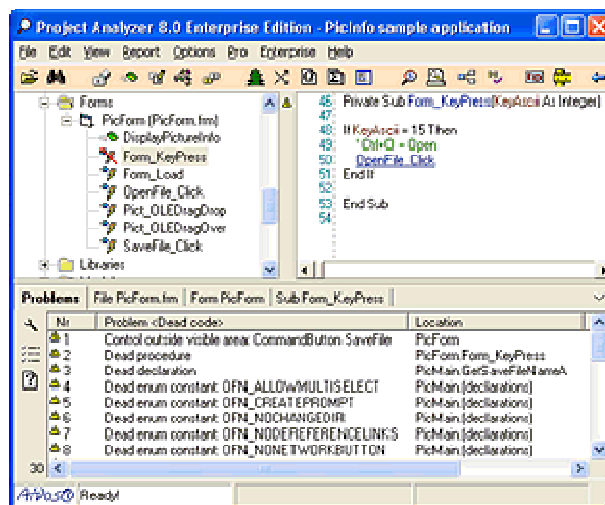 Project Analyzer 8.0 Enterprise Edition - PicInfo sample application
File Edit View Report Options Pro Enterprise Help
Forms
PicForm (PicForm.frm)
DisplayPictureInfo
Form_KeyPress
Form_Load
OpenFile_Click
Pict_OLEDragDrop
Pict_OLEDragOver
SaveFile_Click
Libraries
46: Private Sub Form_KeyPress(KeyAscii As Integer)
47:
48: If KeyAscii = 15 Then
49: ' Ctrl+O = Open
50: OpenFile_Click
51: End If
52:
53: End Sub
54:
Problems File PicForm.frm Form PicForm Sub Form_KeyPress
Nr Problem <Dead code> Location
1 Control outside visible area: CommandButton SaveFile PicForm
2 Dead procedure PicForm.Form_KeyPress
3 Dead declaration PicMain.GetSaveFileNameA
4 Dead enum constant: OFN_ALLOWMULTISELECT PicMain.(declarations)
5 Dead enum constant: OFN_CREATEPROMPT PicMain.(declarations)
6 Dead enum constant: OFN_NOCHANGEDIR PicMain.(declarations)
7 Dead enum constant: OFN_NODEREFERENCELINKS PicMain.(declarations)
8 Dead enum constant: OFN_NONETWORKBUTTON PicMain.(declarations)
30
Aivosto Ready!